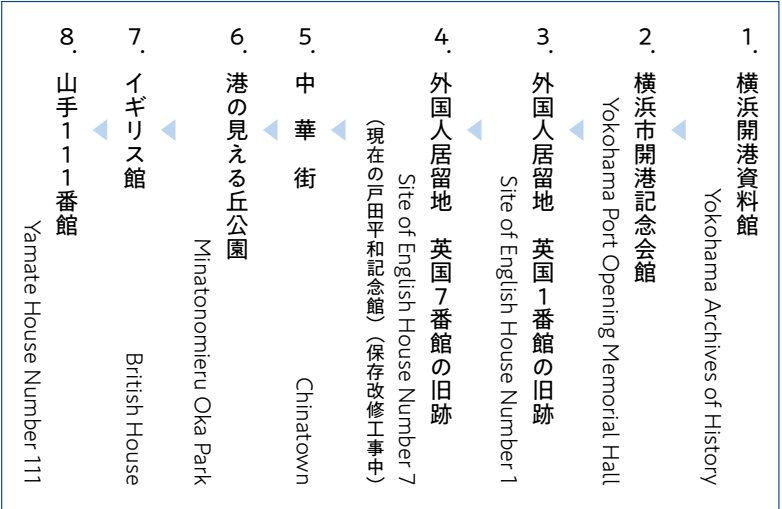 1. 横浜開港資料館
Yokohama Archives of History
2. 横浜市開港記念会館
Yokohama Port Opening Memorial Hall
3. 外国人居留地　英国1番館の旧跡
Site of English House Number 1
4. 外国人居留地　英国7番館の旧跡
Site of English House Number 7
（現在の戸田平和記念館）（保存改修工事中）
5. 中　華　街
Chinatown
6. 港の見える丘公園
Minatonomieru Oka Park
7. イギリス館
British House
8. 山手111番館
Yamate House Number 111